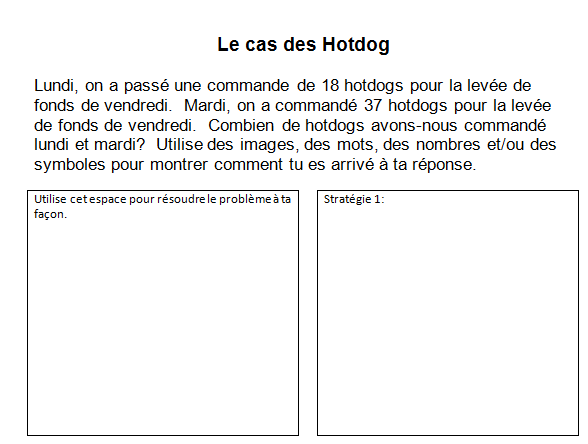 Le cas des Hotdog
Lundi, on a passé une commande de 18 hotdogs pour la levée de
fonds de vendredi.  Mardi, on a commandé 37 hotdogs pour la levée
de fonds de vendredi.  Combien de hotdogs avons-nous commandé
lundi et mardi?  Utilise des images, des mots, des nombres et/ou des
symboles pour montrer comment tu es arrivé à ta réponse.
Utilise cet espace pour résoudre le problème à ta
façon.
Stratégie 1: